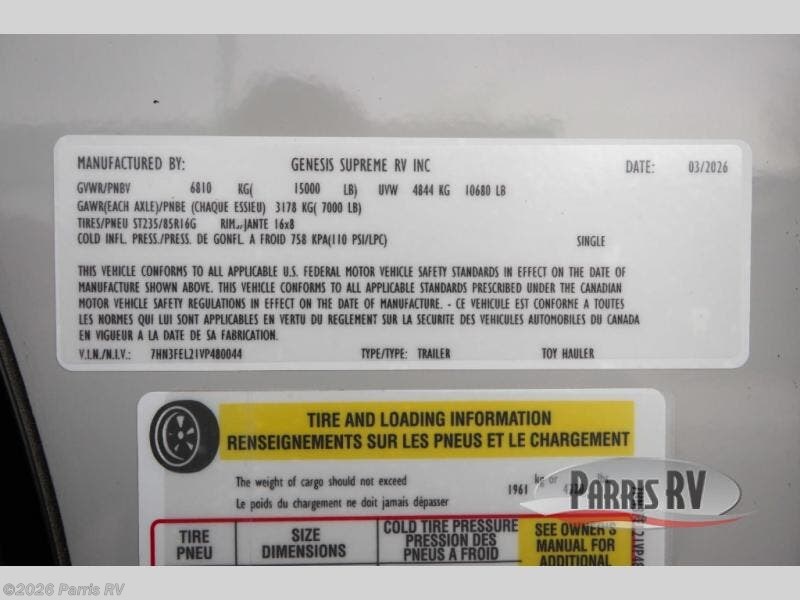 MANUFACTURED BY: GENESIS SUPREME RV INC DATE: 03/2026
GVWR/PNBV 6810 KG( 15000 LB) UVW 4844 KG 10680 LB
GAWR(EACH AXLE)/PNBE (CHAQUE ESSIEU) 3178 KG( 7000 LB)
TIRES/PNEU ST235/85R16G RIM JANTE 16x8
COLD INFL. PRESS/PRESS. DE GONFL A FROID 758 KPA(110 PSI/LPC) SINGLE
THIS VEHICLE CONFORMS TO ALL APPLICABLE U.S. FEDERAL MOTOR VEHICLE SAFETY STANDARDS IN EFFECT ON THE DATE OF
MANUFACTURE SHOWN ABOVE. THIS VEHICLE CONFORMS TO ALL APPLICABLE STANDARDS PRESCRIBED UNDER THE CANADIAN
MOTOR VEHICLE SAFETY REGULATIONS IN EFFECT ON THE DATE OF MANUFACTURE. - CE VEHICULE EST CONFORME A TOUTES
LES NORMES QUI LUI SONT APPLICABLES EN VERTU DU REGLEMENT SUR LA SECURITE DES VEHICULES AUTOMOBILES DU CANADA
EN VIGUEUR A LA DATE DE SA FABRICATION.
V.I.N./N.I.V.: 7HN3FEL21VP480044 TYPE/TYPE: TRAILER TOY HAULER
TIRE AND LOADING INFORMATION
RENSEIGNEMENTS SUR LES PNEUS ET LE CHARGEMENT
The weight of cargo should not exceed
Le poids du chargement ne doit jamais dépasser
1961 kg or
PARRIS RV
TIRE
PNEU
SIZE
DIMENSIONS
COLD TIRE PRESSURE
PRESSION DES
PNEUS A FROID
SEE OWNER'S
MANUAL FOR
ADDITIONAL
©2026 Parris RV